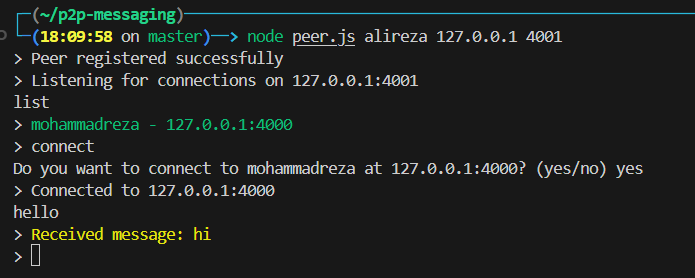 (~/p2p-messaging)
(18:09:58 on master)──> node peer.js alireza 127.0.0.1 4001
> Peer registered successfully
> Listening for connections on 127.0.0.1:4001
list
> mohammadreza - 127.0.0.1:4000
> connect
Do you want to connect to mohammadreza at 127.0.0.1:4000? (yes/no) yes
> Connected to 127.0.0.1:4000
hello
> Received message: hi
>